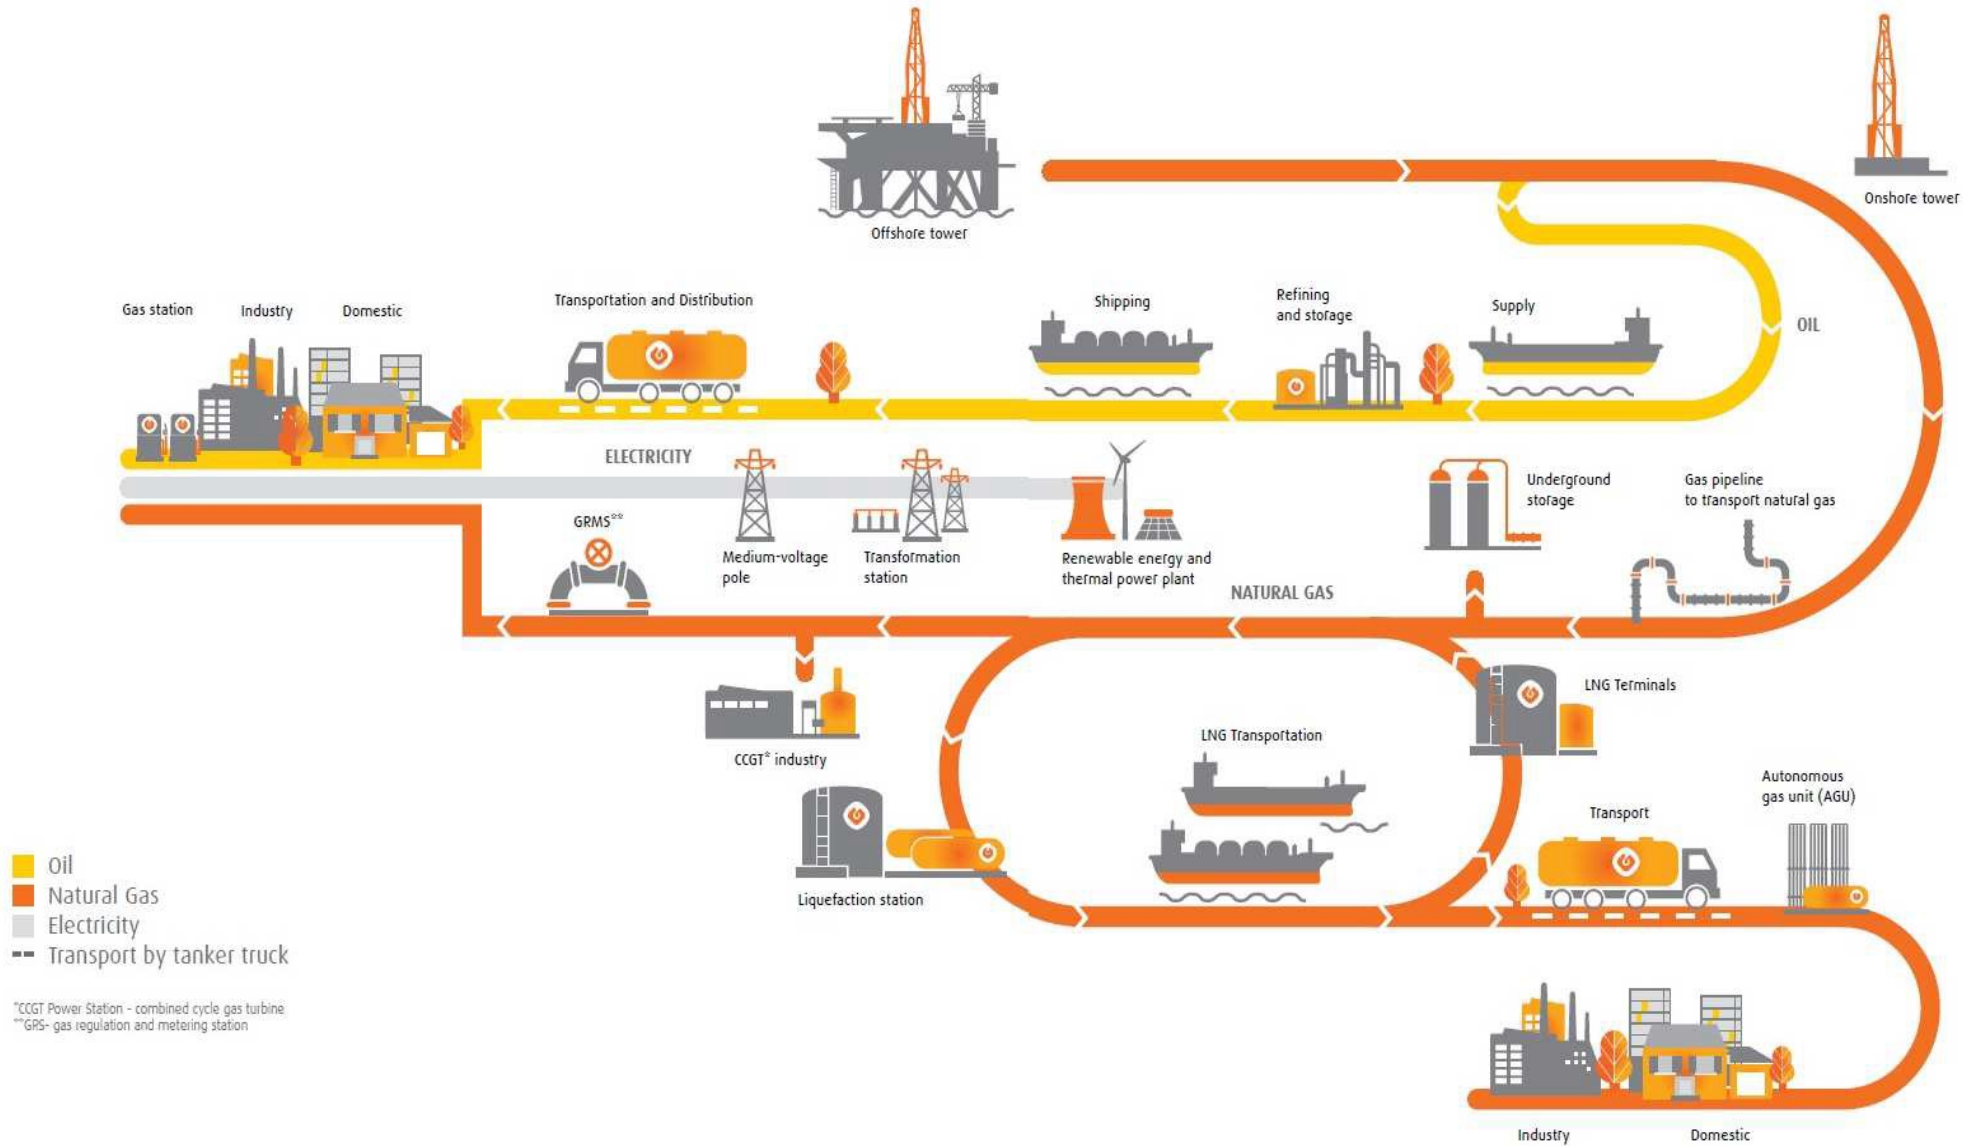 Offshore tower
Onshore tower
Gas station
Industry
Domestic
Transportation and Distribution
Shipping
Refining
and storage
Supply
OIL
ELECTRICITY
Medium-voltage
pole
Transformation
station
Renewable energy and
thermal power plant
Underground
storage
Gas pipeline
to transport natural gas
GRMS**
NATURAL GAS
CCGT* industry
LNG Terminals
LNG Transportation
Liquefaction station
Transport
Autonomous
gas unit (AGU)
Industry
Domestic
Oil
Natural Gas
Electricity
Transport by tanker truck
*CCGT Power Station - combined cycle gas turbine
**GPS- gas regulation and metering station